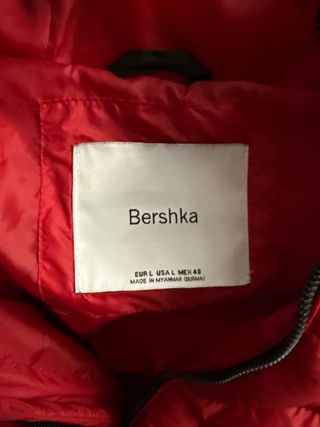 Bershka
EUR L USA L MEX 40
MADE IN MYANMAR (BURMA)